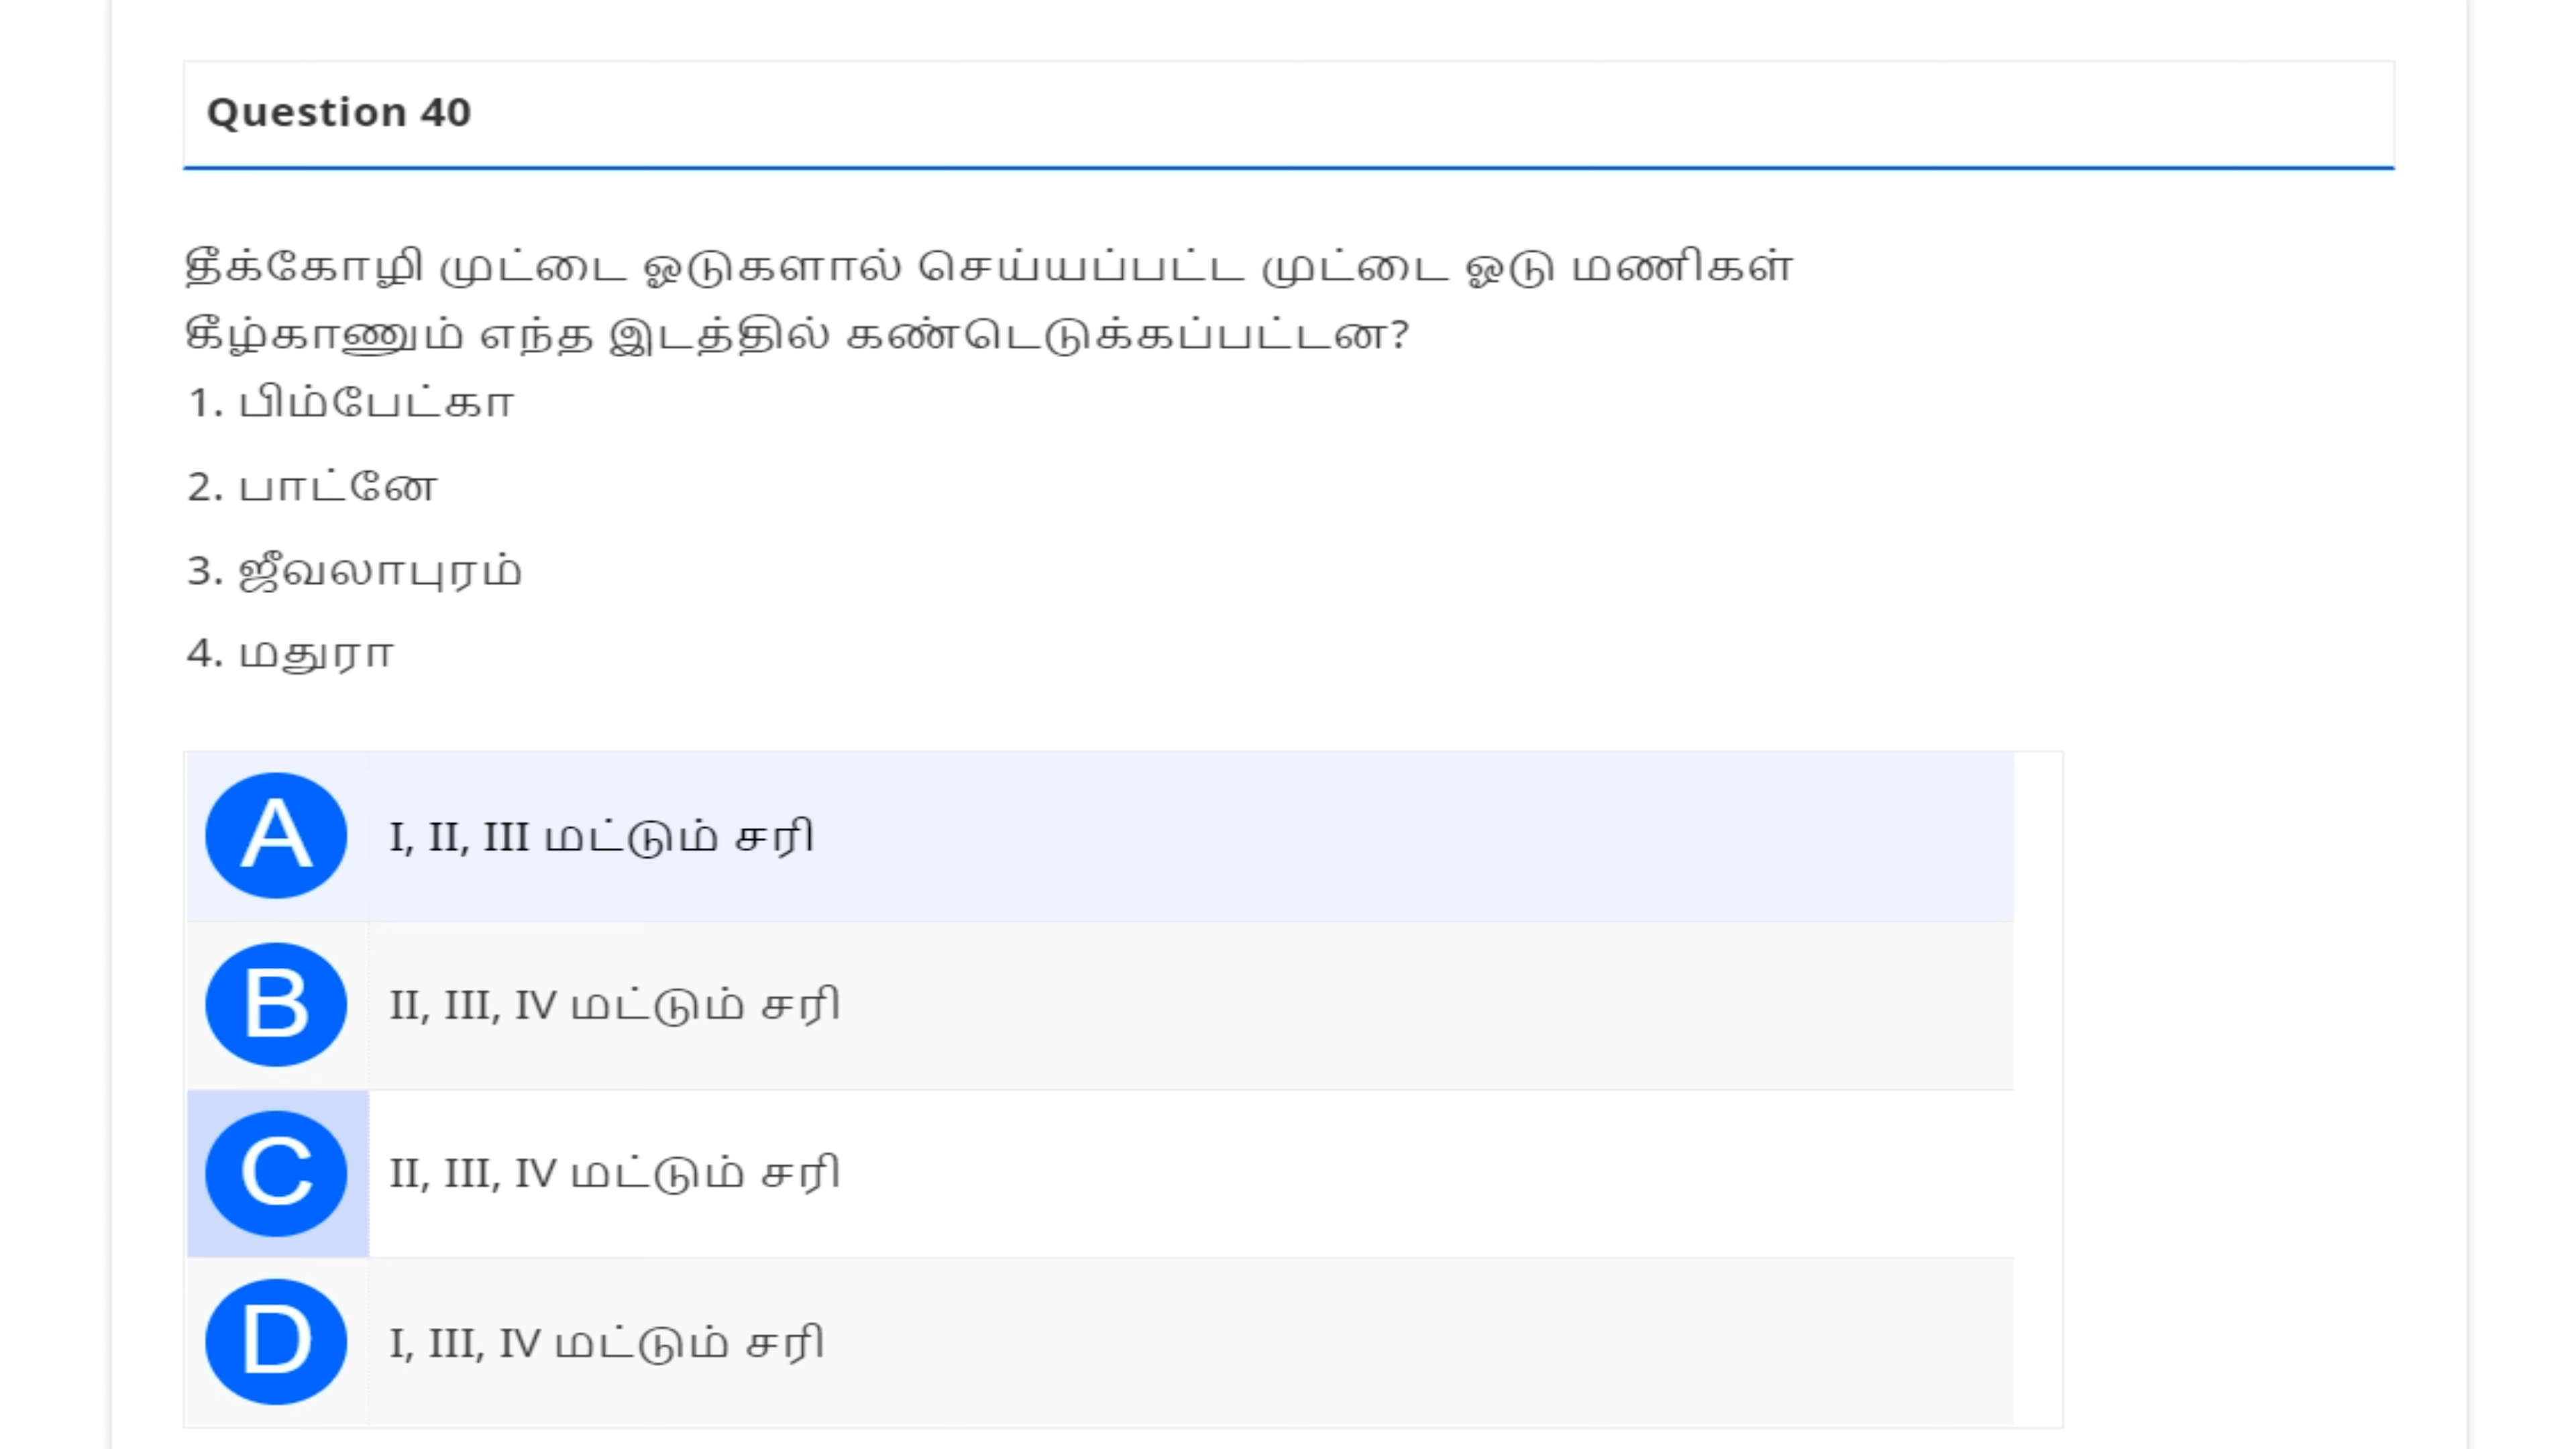 Question 40
தீக்கோழி முட்டை ஓடுகளால் செய்யப்பட்ட முட்டை ஓடு மணிகள்
கீழ்காணும் எந்த இடத்தில் கண்டெடுக்கப்பட்டன?
1. பிம்பேட்கா
2. பாட்னே
3. ஜீவலாபுரம்
4. மதுரா
A I, II, III மட்டும் சரி
B II, III, IV மட்டும் சரி
C II, III, IV மட்டும் சரி
D I, III, IV மட்டும் சரி